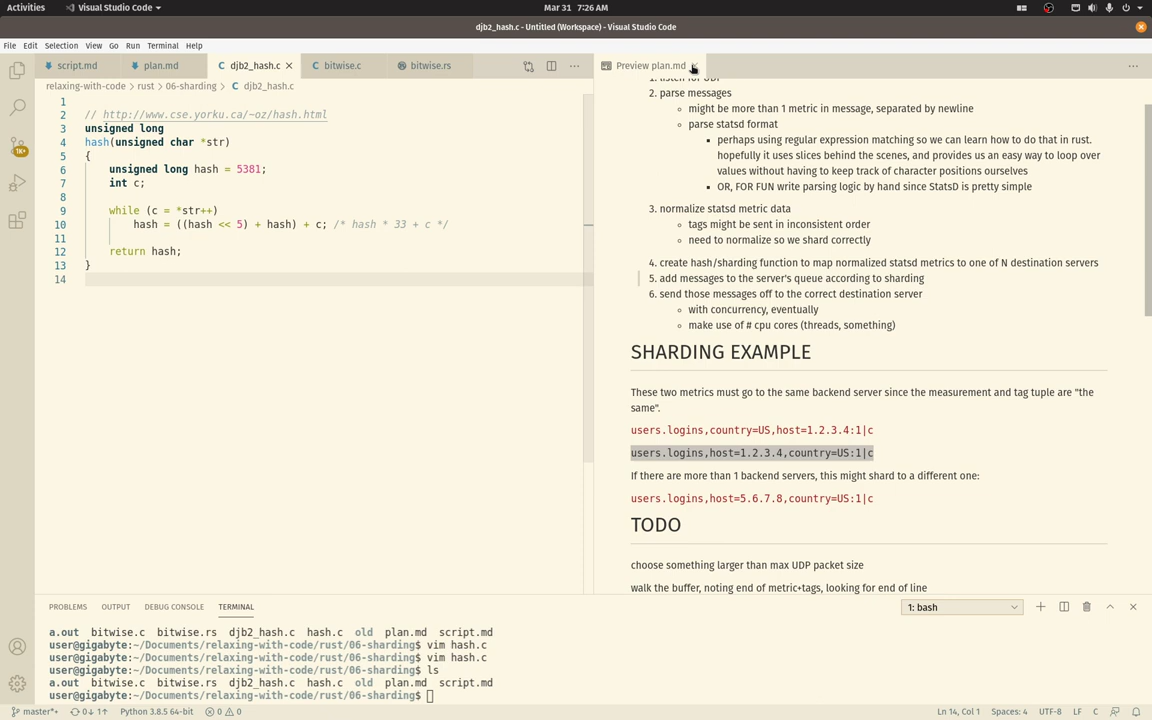 Activities
Visual Studio Code
Mar 31 7:26 AM
djb2_hash.c - Untitled (Workspace) - Visual Studio Code
File Edit Selection View Go Run Terminal Help
script.md
plan.md
djb2_hash.c
bitwise.c
bitwise.rs
relaxing-with-code > rust > 06-sharding > C djb2_hash.c
1
2 // http://www.cse.yorku.ca/~oz/hash.html
3 unsigned long
4 hash(unsigned char *str)
5 {
6 unsigned long hash = 5381;
7 int c;
8
9 while (c = *str++)
10 hash = ((hash << 5) + hash) + c; /* hash * 33 + c */
11
12 return hash;
13 }
14
1K+
Preview plan.md
1. listen for UDP
2. parse messages
might be more than 1 metric in message, separated by newline
parse statsd format
perhaps using regular expression matching so we can learn how to do that in rust.
hopefully it uses slices behind the scenes, and provides us an easy way to loop over
values without having to keep track of character positions ourselves
OR, FOR FUN write parsing logic by hand since StatsD is pretty simple
3. normalize statsd metric data
tags might be sent in inconsistent order
need to normalize so we shard correctly
4. create hash/sharding function to map normalized statsd metrics to one of N destination servers
5. add messages to the server's queue according to sharding
6. send those messages off to the correct destination server
with concurrency, eventually
make use of # cpu cores (threads, something)
SHARDING EXAMPLE
These two metrics must go to the same backend server since the measurement and tag tuple are "the
same".
users.logins,country=US,host=1.2.3.4:1|c
users.logins,host=1.2.3.4,country=US:1|c
If there are more than 1 backend servers, this might shard to a different one:
users.logins,host=5.6.7.8,country=US:1|c
TODO
choose something larger than max UDP packet size
walk the buffer, noting end of metric+tags, looking for end of line
PROBLEMS OUTPUT DEBUG CONSOLE TERMINAL
1: bash
a.out bitwise.c bitwise.rs djb2_hash.c hash.c old plan.md script.md
user@gigabyte:~/Documents/relaxing-with-code/rust/06-sharding$ vim hash.c
user@gigabyte:~/Documents/relaxing-with-code/rust/06-sharding$ vim hash.c
user@gigabyte:~/Documents/relaxing-with-code/rust/06-sharding$ ls
a.out bitwise.c bitwise.rs djb2_hash.c hash.c old plan.md script.md
user@gigabyte:~/Documents/relaxing-with-code/rust/06-sharding$
master*+ 0↓ 1↑ Python 3.8.5 64-bit 0 0
Ln 14, Col 1 Spaces: 4 UTF-8 LF C